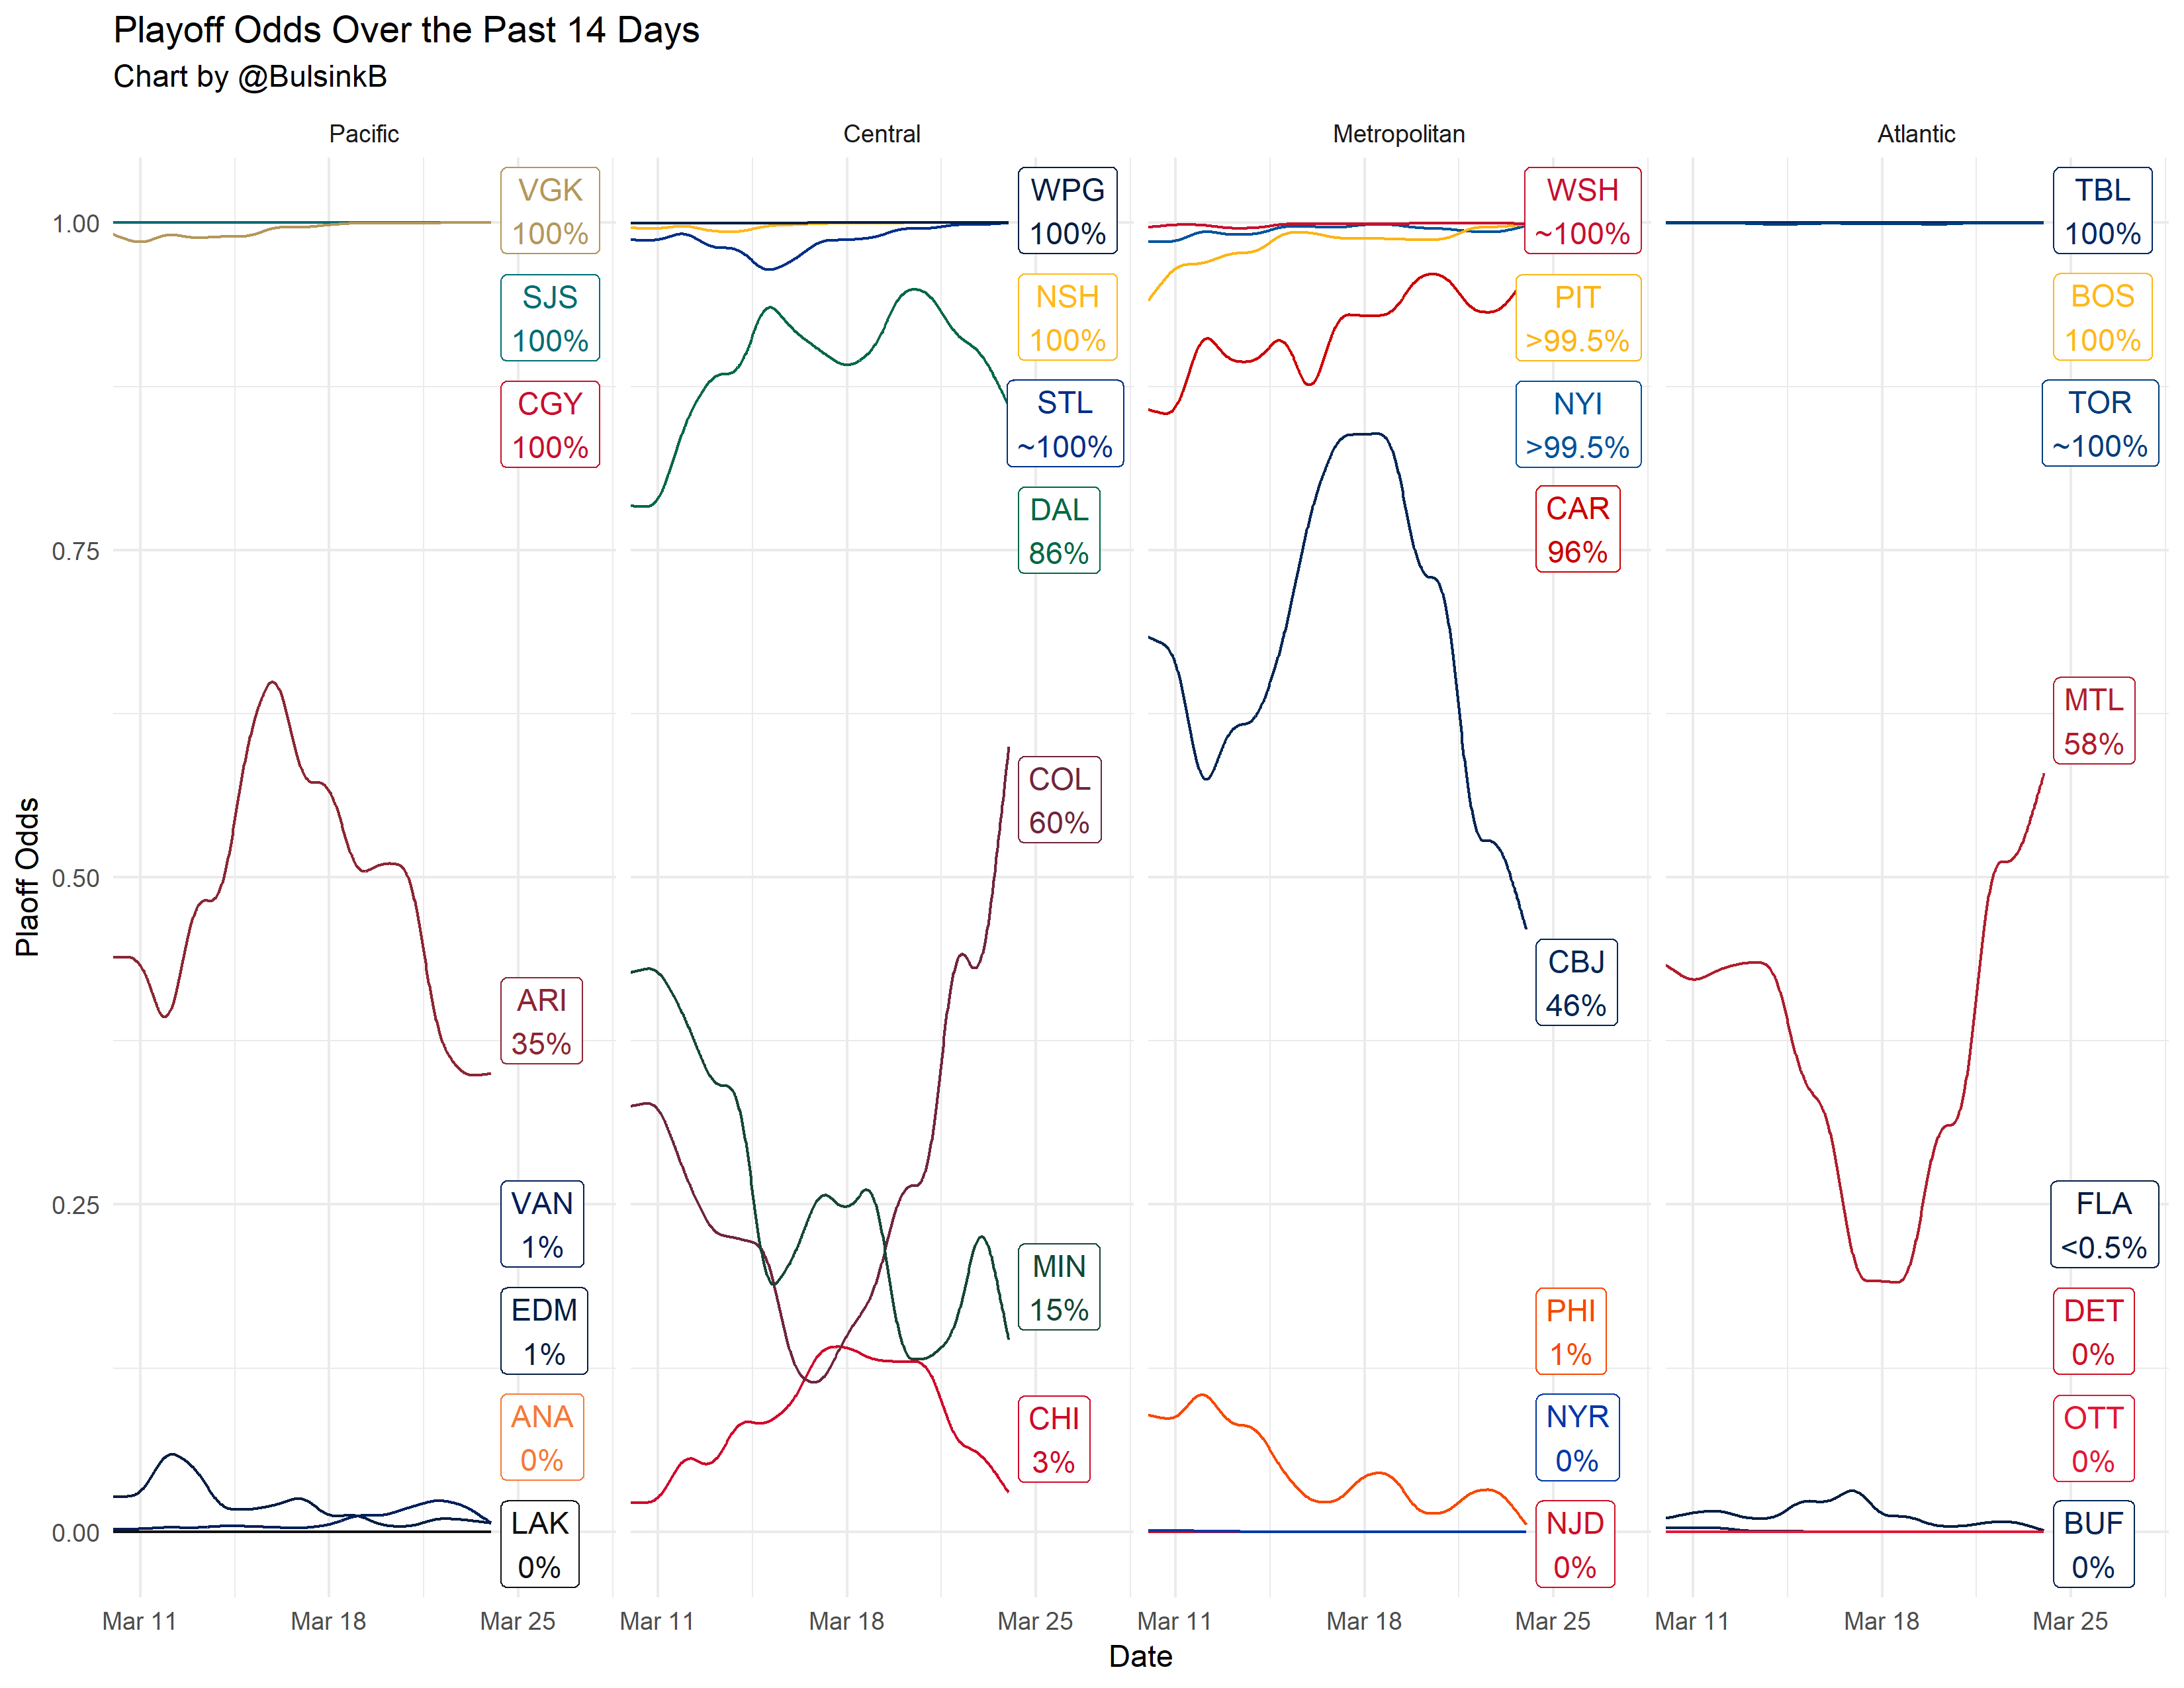 Playoff Odds Over the Past 14 Days
Chart by @BulsinkB
Pacific
Central
Metropolitan
Atlantic
Plaoff Odds
1.00
0.75
0.50
0.25
0.00
VGK
100%
SJS
100%
CGY
100%
ARI
35%
VAN
1%
EDM
1%
ANA
0%
LAK
0%
WPG
100%
NSH
100%
STL
~100%
DAL
86%
COL
60%
MIN
15%
CHI
3%
WSH
~100%
PIT
>99.5%
NYI
>99.5%
CAR
96%
CBJ
46%
PHI
1%
NYR
0%
NJD
0%
TBL
100%
BOS
100%
TOR
~100%
MTL
58%
FLA
<0.5%
DET
0%
OTT
0%
BUF
0%
Mar 11 Mar 18 Mar 25 Mar 11 Mar 18 Mar 25 Mar 11 Mar 18 Mar 25 Mar 11 Mar 18 Mar 25
Date